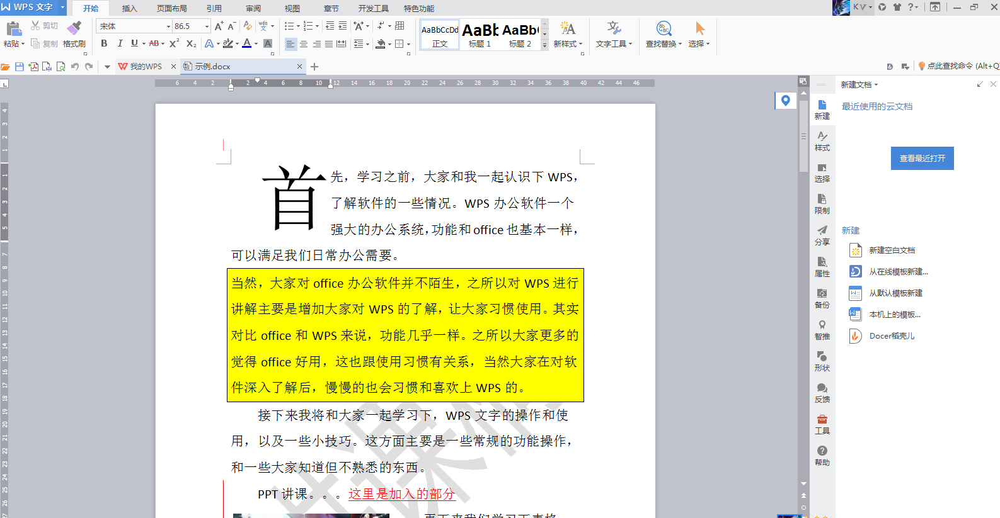 WPS 文字
开始 插入 页面布局 引用 审阅 视图 章节 开发工具 特色功能
粘贴 剪切 复制 格式刷
宋体 86.5
AaBbCcDd AaBb AaBb(
正文 标题 1 标题 2 新样式 文字工具 查找替换 选择
我的WPS 示例.docx
点此查找命令 (Alt+Q
6 4 2 2 4 6 8 10 12 14 16 18 20 22 24 26 28 30 32 34 36 38 40 42 44 46
首先，学习之前，大家和我一起认识下 WPS，
了解软件的一些情况。WPS 办公软件一个
强大的办公系统，功能和 office 也基本一样，
可以满足我们日常办公需要。
当然，大家对 office 办公软件并不陌生，之所以对 WPS 进行
讲解主要是增加大家对 WPS 的了解，让大家习惯使用。其实
对比 office 和 WPS 来说，功能几乎一样。之所以大家更多的
觉得 office 好用，这也跟使用习惯有关系，当然大家在对软
件深入了解后，慢慢的也会习惯和喜欢上 WPS 的。
接下来我将和大家一起学习下，WPS 文字的操作和使
用，以及一些小技巧。这方面主要是一些常规的功能操作，
和一些大家知道但不熟悉的东西。
PPT 讲课。。。这里是加入的部分
新建
样式
选择
限制
分享
属性
备份
智推
形状
反馈
工具
帮助
新建文档
最近使用的云文档
查看最近打开
新建
新建空白文档
从在线模板新建...
从默认模板新建
本机上的模板...
Docer稻壳儿